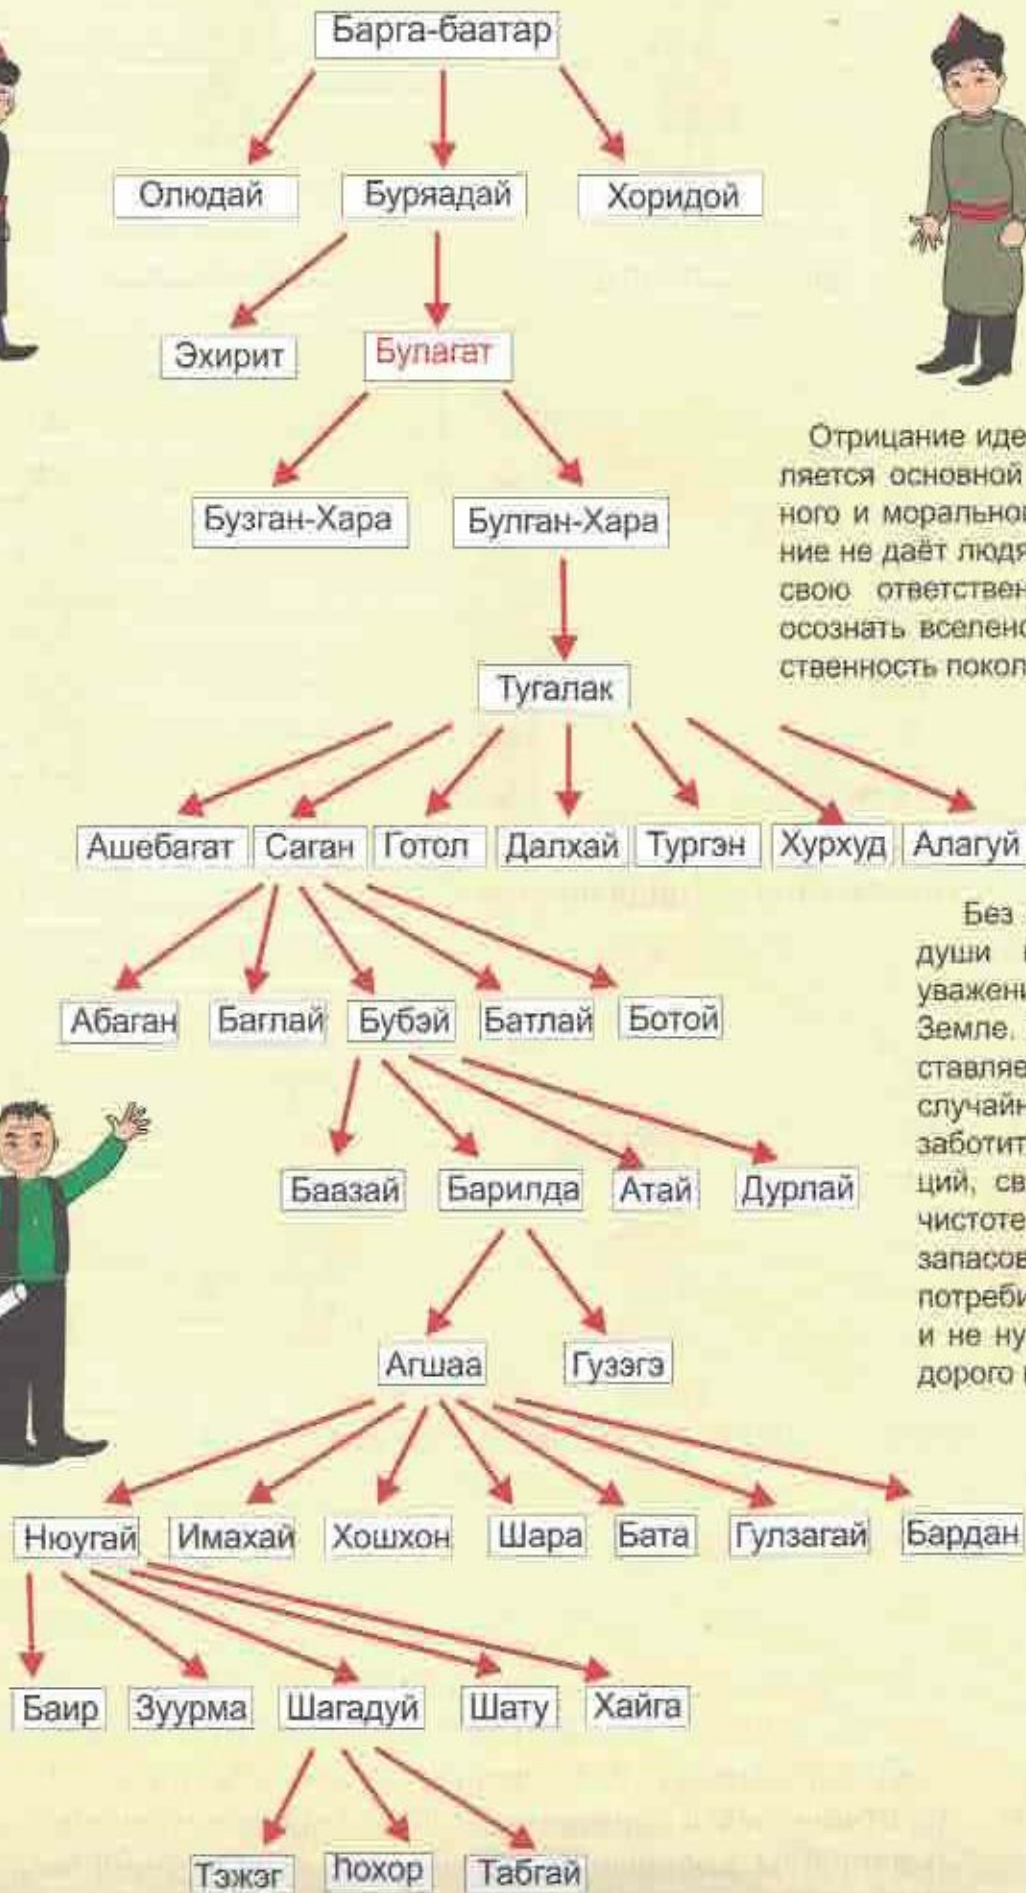 Барга-баатар
Олюдай Буряадай Хоридой
Эхирит Булагат
Бузган-Хара Булган-Хара
Отрицание иде
ляется основной
ного и морально
ние не даёт людя
свою ответствен
осознать вселенс
ственность покол
Тугалак
Ашебагат Саган Готол Далхай Тургэн Хурхуд Алагуй
Без
души
уважени
Земле.
ставляе
случайн
заботит
ций, св
чистоте
запасов
потреби
и не ну
дорого
Абаган Баглай Бубэй Батлай Ботой
Баазай Барилда Атай Дурлай
Агшаа Гузэгэ
Нюугай Имахай Хошхон Шара Бата Гулзагай Бардан
Баир Зуурма Шагадуй Шату Хайга
Тэжэг һохор Табгай